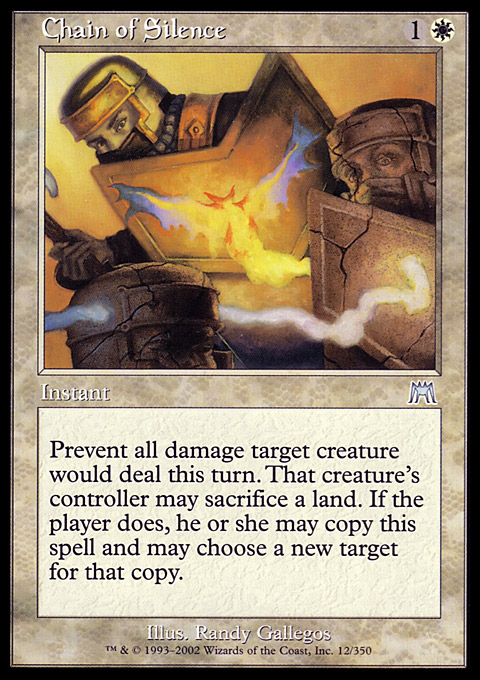 Chain of Silence 1
Instant
Prevent all damage target creature
would deal this turn. That creature's
controller may sacrifice a land. If the
player does, he or she may copy this
spell and may choose a new target
for that copy.
Illus. Randy Gallegos
™ & © 1993–2002 Wizards of the Coast, Inc. 12/350